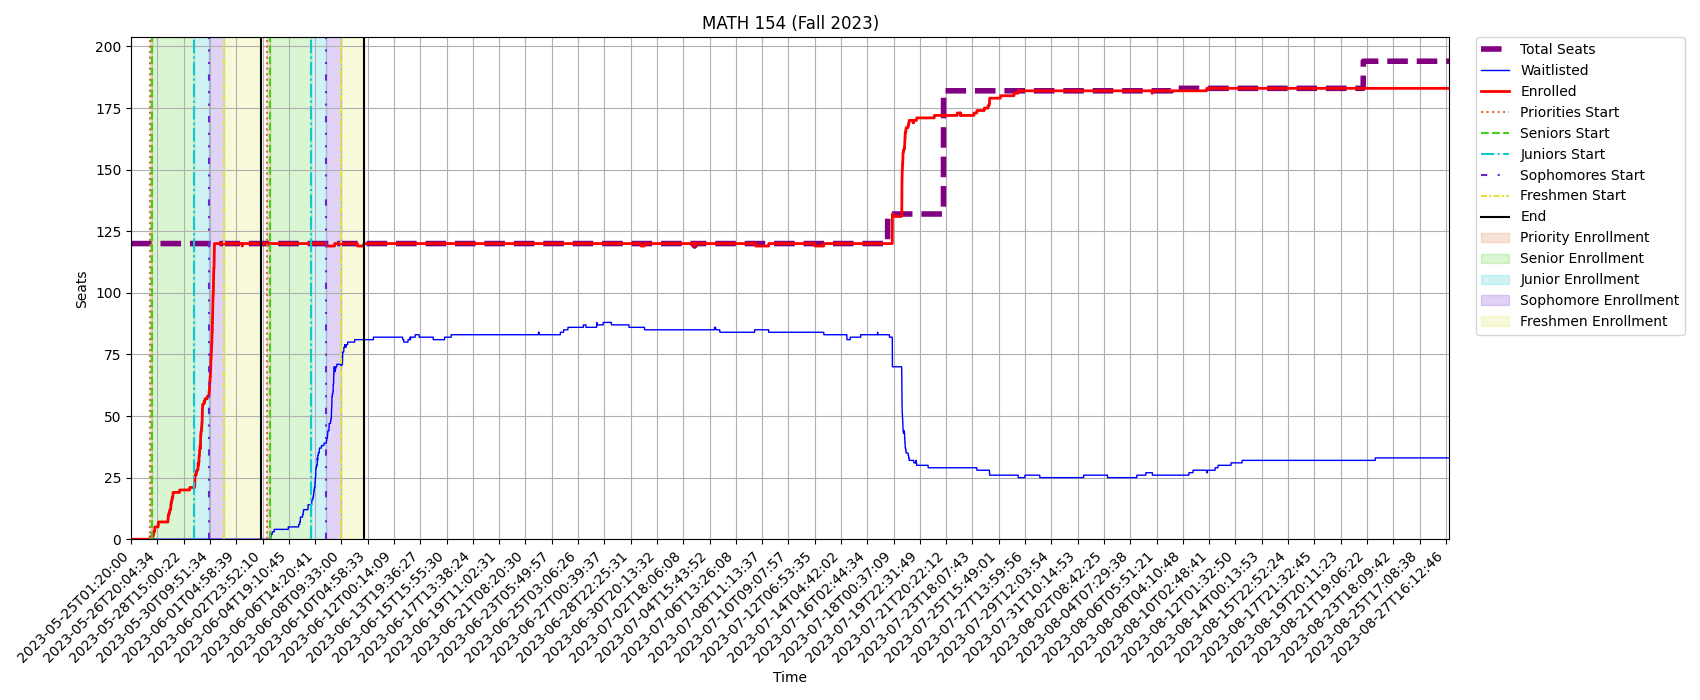 MATH 154 (Fall 2023)
200
175
150
125
100
75
50
25
0
Seats
2023-05-25T01:20:00
2023-05-26T20:04:34
2023-05-28T15:00:22
2023-05-30T09:51:34
2023-06-01T04:58:39
2023-06-02T23:52:10
2023-06-04T19:10:45
2023-06-06T14:20:41
2023-06-08T09:33:00
2023-06-10T04:58:33
2023-06-12T00:14:09
2023-06-13T19:36:27
2023-06-15T15:55:30
2023-06-17T13:38:24
2023-06-19T11:02:31
2023-06-21T08:20:30
2023-06-23T05:49:57
2023-06-25T03:06:26
2023-06-27T00:39:37
2023-06-28T22:25:31
2023-06-30T20:13:32
2023-07-02T18:06:08
2023-07-04T15:43:52
2023-07-06T13:26:08
2023-07-08T11:13:37
2023-07-10T09:07:57
2023-07-12T06:53:35
2023-07-14T04:42:02
2023-07-16T02:44:34
2023-07-18T00:37:09
2023-07-19T22:31:49
2023-07-21T20:22:12
2023-07-23T18:07:43
2023-07-25T15:49:01
2023-07-27T13:59:56
2023-07-29T12:03:54
2023-07-31T10:14:53
2023-08-02T08:42:25
2023-08-04T07:29:38
2023-08-06T05:51:21
2023-08-08T04:10:48
2023-08-10T02:48:41
2023-08-12T01:32:50
2023-08-14T00:13:53
2023-08-15T22:52:24
2023-08-17T21:32:45
2023-08-19T20:11:23
2023-08-21T19:06:22
2023-08-23T18:09:42
2023-08-25T17:08:38
2023-08-27T16:12:46
Time
Total Seats
Waitlisted
Enrolled
Priorities Start
Seniors Start
Juniors Start
Sophomores Start
Freshmen Start
End
Priority Enrollment
Senior Enrollment
Junior Enrollment
Sophomore Enrollment
Freshmen Enrollment